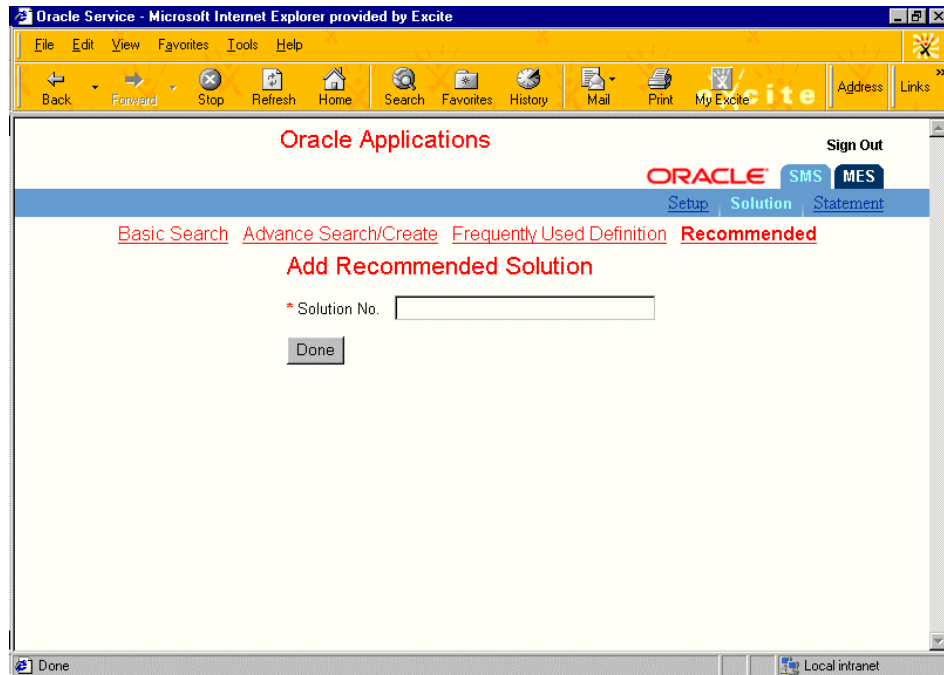 Oracle Service - Microsoft Internet Explorer provided by Excite
File Edit View Favorites Tools Help
Back Forward Stop Refresh Home Search Favorites History Mail Print My Excite excite Address Links »
Oracle Applications
Sign Out
ORACLE SMS MES
Setup Solution Statement
Basic Search Advance Search/Create Frequently Used Definition Recommended
Add Recommended Solution
* Solution No.
Done
Done Local intranet